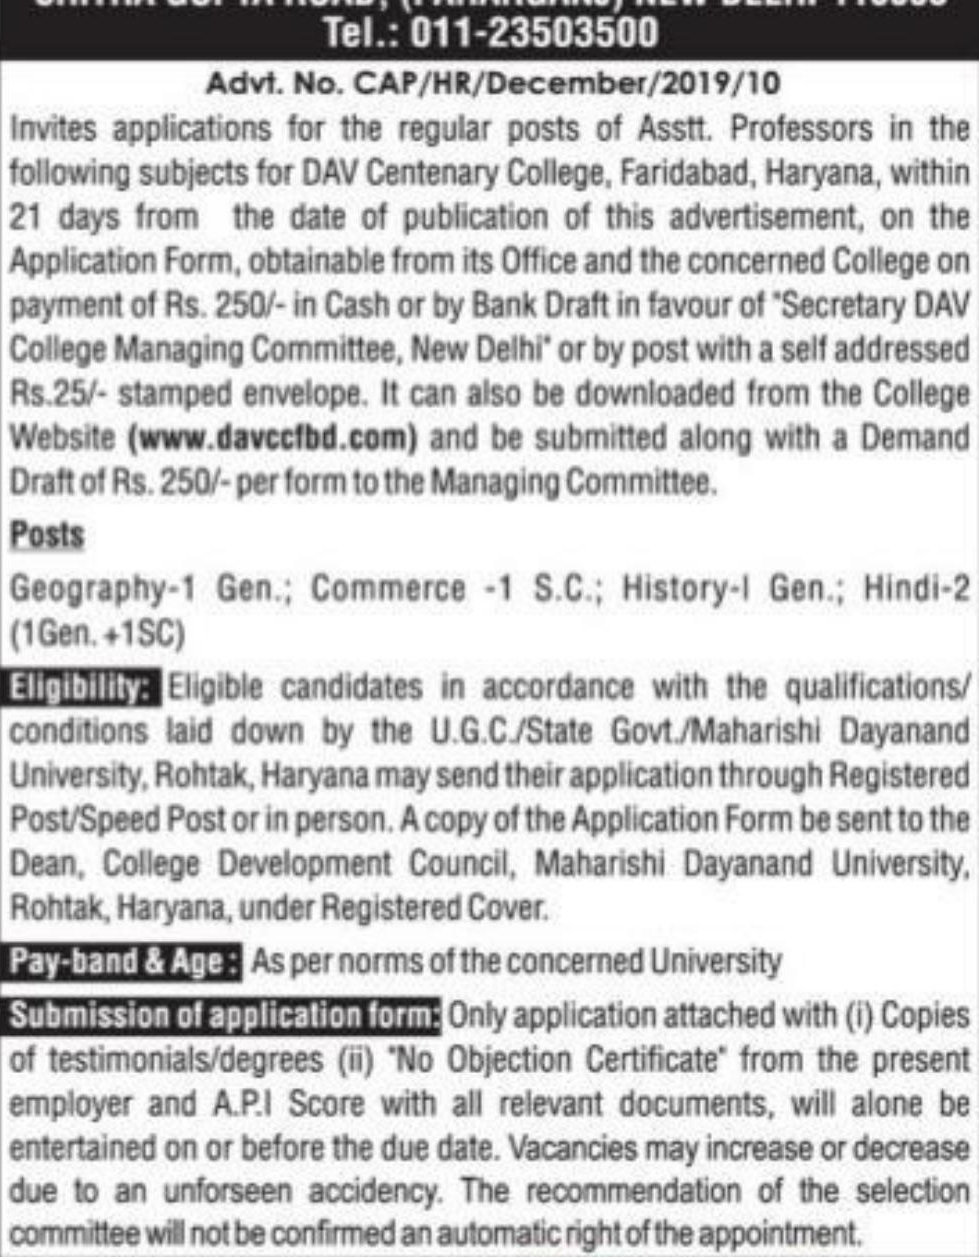 Tel.: 011-23503500
Advt. No. CAP/HR/December/2019/10
Invites applications for the regular posts of Asstt. Professors in the
following subjects for DAV Centenary College, Faridabad, Haryana, within
21 days from the date of publication of this advertisement, on the
Application Form, obtainable from its Office and the concerned College on
payment of Rs. 250/- in Cash or by Bank Draft in favour of "Secretary DAV
College Managing Committee, New Delhi" or by post with a self addressed
Rs.25/- stamped envelope. It can also be downloaded from the College
Website (www.davccfbd.com) and be submitted along with a Demand
Draft of Rs. 250/- per form to the Managing Committee.
Posts
Geography-1 Gen.; Commerce -1 S.C.; History-I Gen.; Hindi-2
(1Gen. +1SC)
Eligibility: Eligible candidates in accordance with the qualifications/
conditions laid down by the U.G.C./State Govt./Maharishi Dayanand
University, Rohtak, Haryana may send their application through Registered
Post/Speed Post or in person. A copy of the Application Form be sent to the
Dean, College Development Council, Maharishi Dayanand University,
Rohtak, Haryana, under Registered Cover.
Pay-band & Age: As per norms of the concerned University
Submission of application form: Only application attached with (i) Copies
of testimonials/degrees (ii) "No Objection Certificate" from the present
employer and A.P.I Score with all relevant documents, will alone be
entertained on or before the due date. Vacancies may increase or decrease
due to an unforseen accidency. The recommendation of the selection
committee will not be confirmed an automatic right of the appointment.